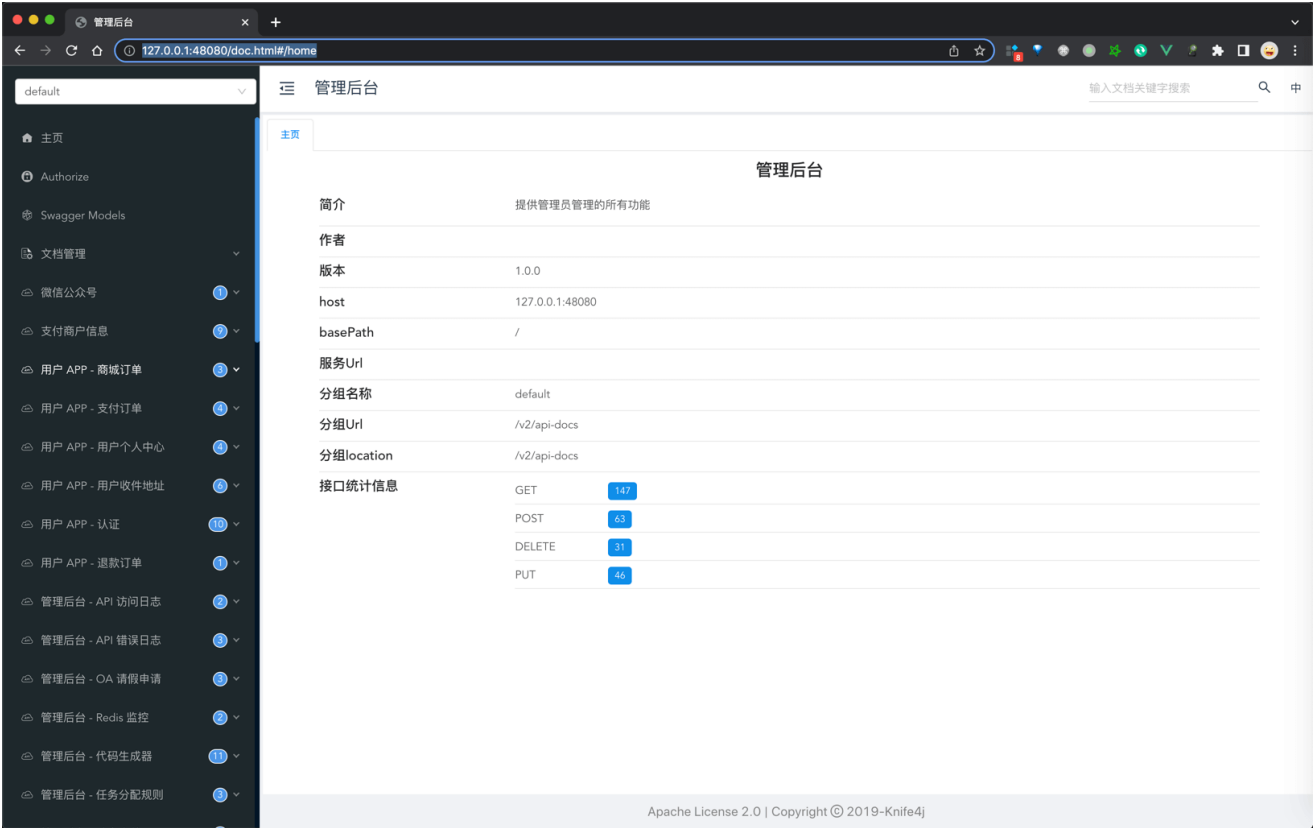 管理后台
127.0.0.1:48080/doc.html#/home
8
default
管理后台
输入文档关键字搜索
中
主页
Authorize
Swagger Models
文档管理
微信公众号 1
支付商户信息 9
用户 APP - 商城订单 3
用户 APP - 支付订单 4
用户 APP - 用户个人中心 4
用户 APP - 用户收件地址 6
用户 APP - 认证 10
用户 APP - 退款订单 1
管理后台 - API 访问日志 2
管理后台 - API 错误日志 3
管理后台 - OA 请假申请 3
管理后台 - Redis 监控 2
管理后台 - 代码生成器 11
管理后台 - 任务分配规则 3
主页
管理后台
简介 提供管理员管理的所有功能
作者
版本 1.0.0
host 127.0.0.1:48080
basePath /
服务Url
分组名称 default
分组Url /v2/api-docs
分组location /v2/api-docs
接口统计信息
GET 147
POST 63
DELETE 31
PUT 46
Apache License 2.0 | Copyright © 2019-Knife4j